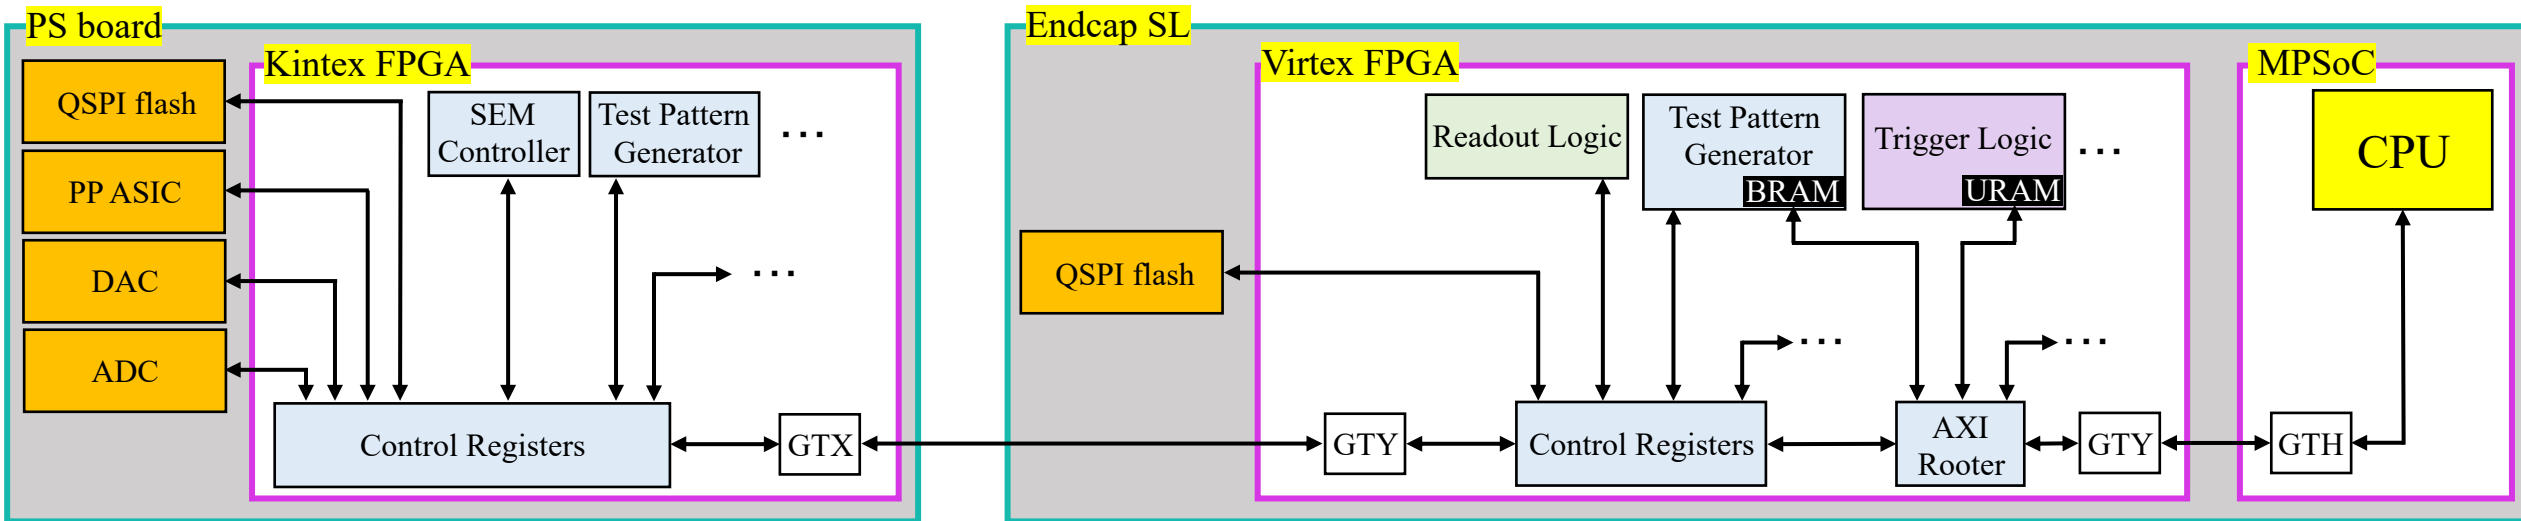 PS board
Kintex FPGA
QSPI flash
PP ASIC
DAC
ADC
SEM
Controller
Test Pattern
Generator
...
...
Control Registers
GTX
Endcap SL
QSPI flash
Virtex FPGA
Readout Logic
Test Pattern
Generator
BRAM
Trigger Logic
URAM
...
...
...
GTY
Control Registers
AXI
Rooter
GTY
MPSoC
CPU
GTH